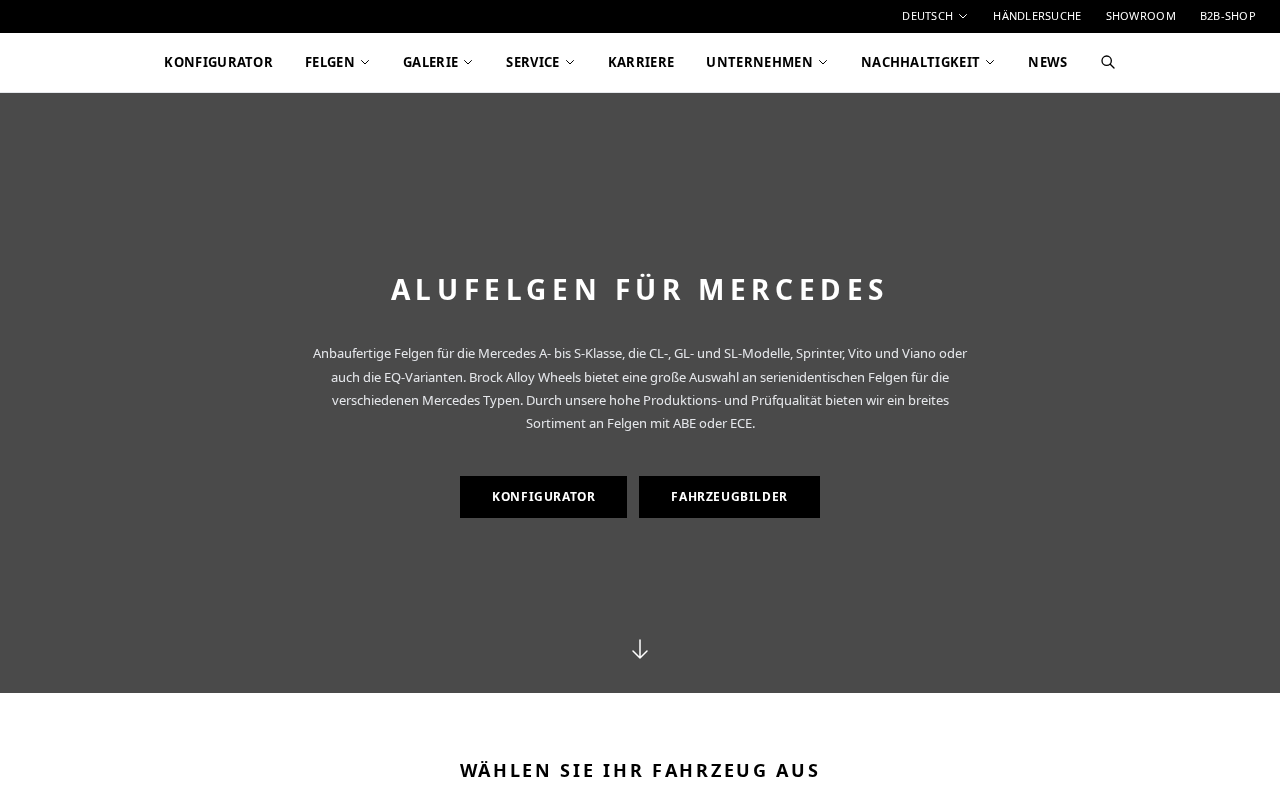 DEUTSCH HÄNDLERSUCHE SHOWROOM B2B-SHOP
KONFIGURATOR FELGEN GALERIE SERVICE KARRIERE UNTERNEHMEN NACHHALTIGKEIT NEWS
ALUFELGEN FÜR MERCEDES
Anbaufertige Felgen für die Mercedes A- bis S-Klasse, die CL-, GL- und SL-Modelle, Sprinter, Vito und Viano oder
auch die EQ-Varianten. Brock Alloy Wheels bietet eine große Auswahl an serienidentischen Felgen für die
verschiedenen Mercedes Typen. Durch unsere hohe Produktions- und Prüfqualität bieten wir ein breites
Sortiment an Felgen mit ABE oder ECE.
KONFIGURATOR FAHRZEUGBILDER
WÄHLEN SIE IHR FAHRZEUG AUS